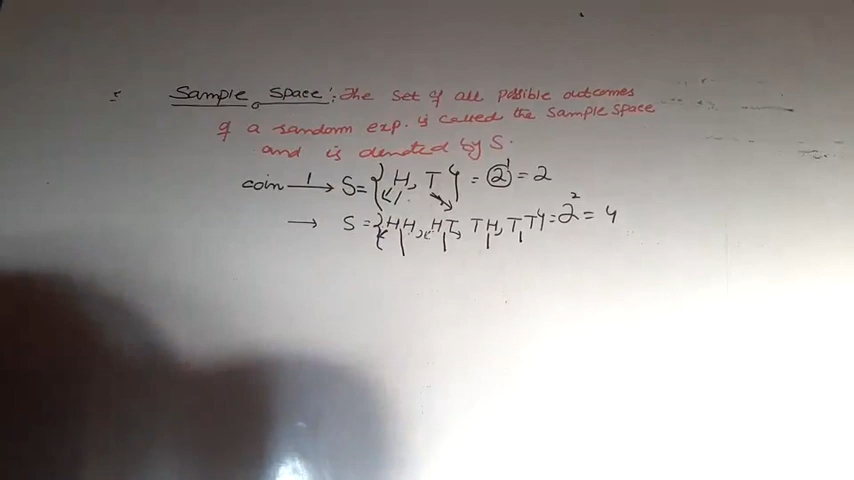 Sample Space: The set of all possible outcomes
of a random exp. is called the sample space
and is denoted by S.
coin 1→ S={H, T} = 2¹ = 2
→ S={HH, HT, TH, TT}=2² = 4